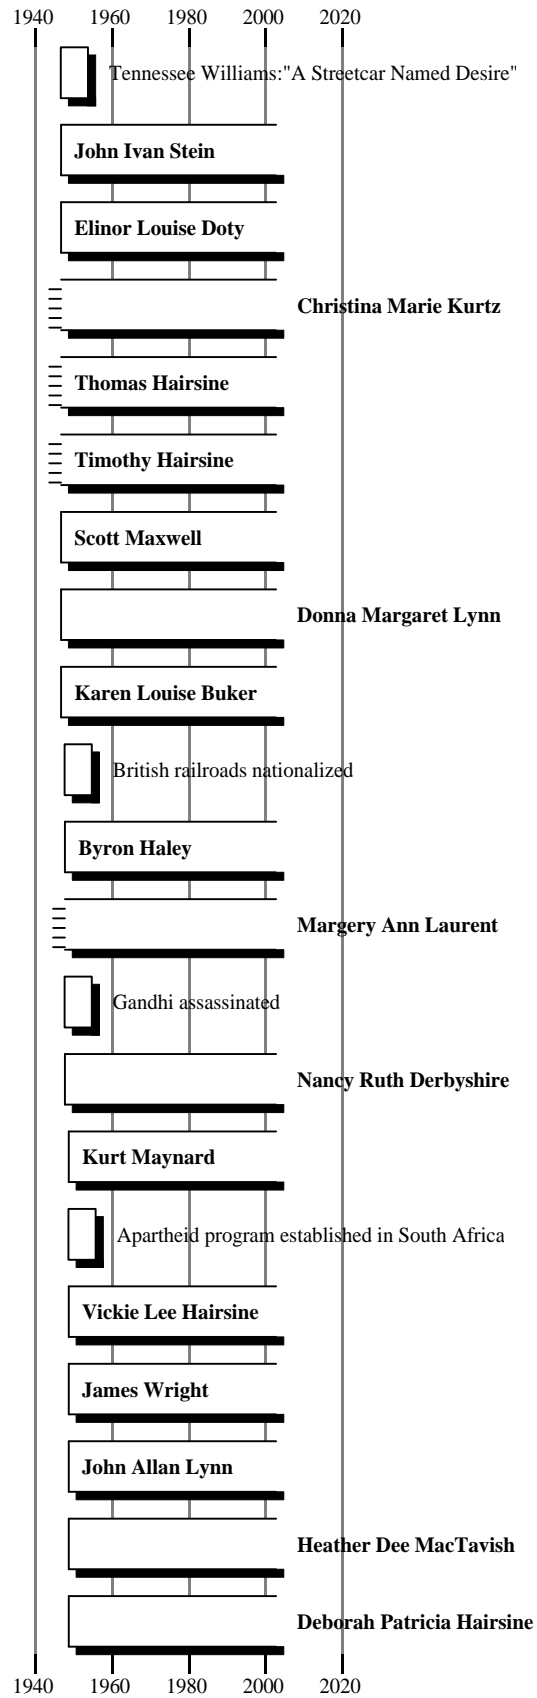 1940 1960 1980 2000 2020
Tennessee Williams:"A Streetcar Named Desire"
John Ivan Stein
Elinor Louise Doty
Christina Marie Kurtz
Thomas Hairsine
Timothy Hairsine
Scott Maxwell
Donna Margaret Lynn
Karen Louise Buker
British railroads nationalized
Byron Haley
Margery Ann Laurent
Gandhi assassinated
Nancy Ruth Derbyshire
Kurt Maynard
Apartheid program established in South Africa
Vickie Lee Hairsine
James Wright
John Allan Lynn
Heather Dee MacTavish
Deborah Patricia Hairsine
1940 1960 1980 2000 2020